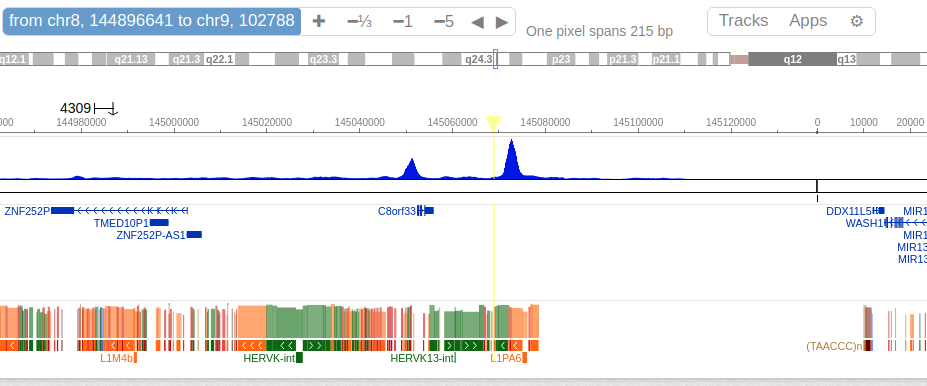 from chr8, 144896641 to chr9, 102788 + −⅓ −1 −5 ◀ ▶ One pixel spans 215 bp Tracks Apps ⚙
q12.1 q21.13 q21.3 q22.1 q23.3 q24.3 p23 p21.3 p21.1 q12 q13
4309
000 144980000 145000000 145020000 145040000 145060000 145080000 145100000 145120000 0 10000 20000
ZNF252P C8orf33 DDX11L5 MIR1
TMED10P1 WASH1 MIR1
ZNF252P-AS1 MIR1
MIR13
MIR13
(TAACCC)n
L1M4b HERVK-int HERVK13-int L1PA6